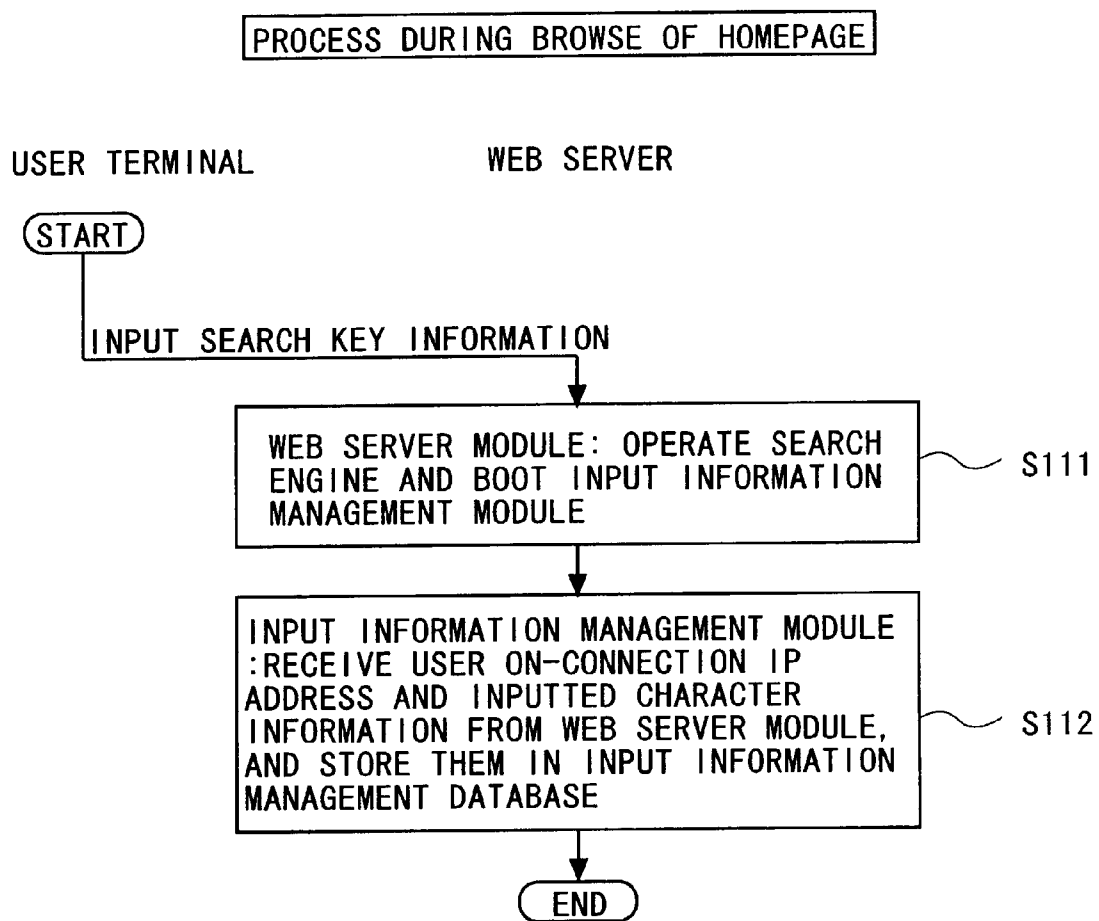 PROCESS DURING BROWSE OF HOMEPAGE
USER TERMINAL
WEB SERVER
START
INPUT SEARCH KEY INFORMATION
WEB SERVER MODULE: OPERATE SEARCH
ENGINE AND BOOT INPUT INFORMATION
MANAGEMENT MODULE
S111
INPUT INFORMATION MANAGEMENT MODULE
:RECEIVE USER ON-CONNECTION IP
ADDRESS AND INPUTTED CHARACTER
INFORMATION FROM WEB SERVER MODULE,
AND STORE THEM IN INPUT INFORMATION
MANAGEMENT DATABASE
S112
END